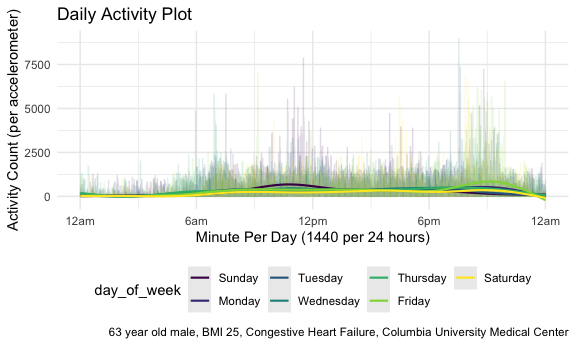 Daily Activity Plot
Activity Count (per accelerometer)
7500
5000
2500
0
12am 6am 12pm 6pm 12am
Minute Per Day (1440 per 24 hours)
day_of_week
Sunday Tuesday Thursday Saturday
Monday Wednesday Friday
63 year old male, BMI 25, Congestive Heart Failure, Columbia University Medical Center